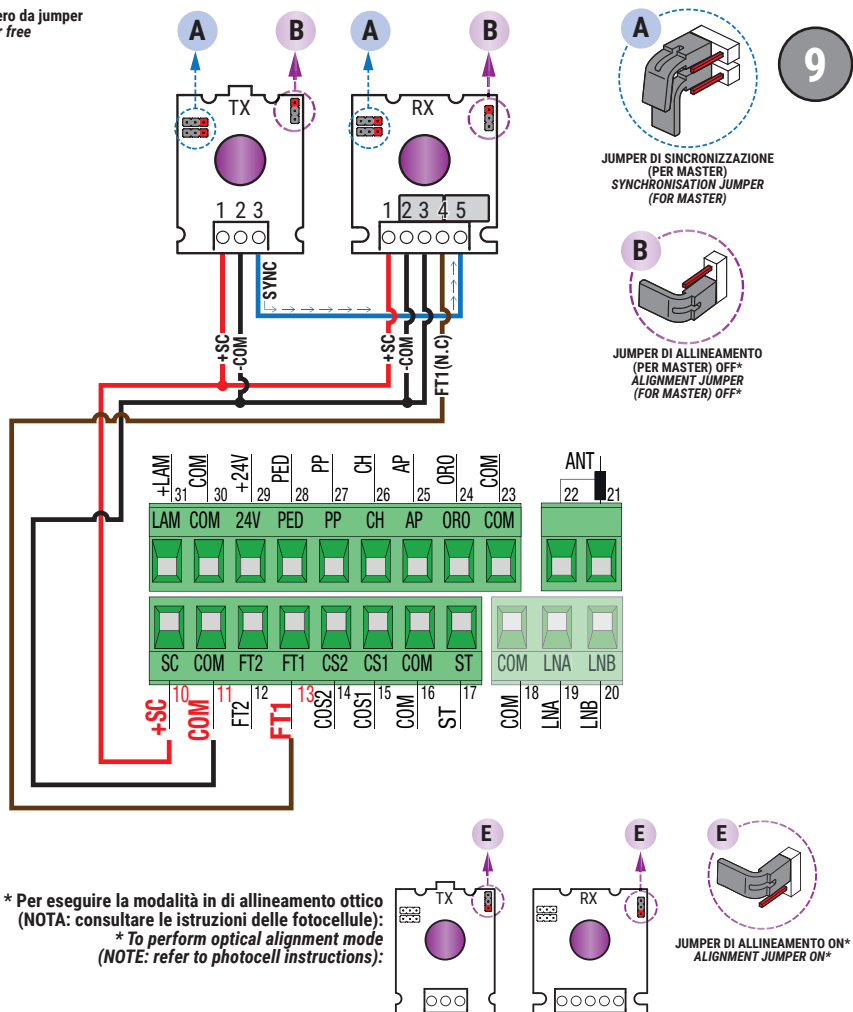 ero da jumper
free
A
B
A
B
A
9
TX
RX
1 2 3
1 2 3 4 5
JUMPER DI SINCRONIZZAZIONE
(PER MASTER)
SYNCHRONISATION JUMPER
(FOR MASTER)
B
SYNC
+SC
-COM
+SC
-COM
FT1(N.C)
JUMPER DI ALLINEAMENTO
(PER MASTER) OFF*
ALIGNMENT JUMPER
(FOR MASTER) OFF*
+LAM COM +24V PED PP CH AP ORO COM ANT
31 30 29 28 27 26 25 24 23 22 21
LAM COM 24V PED PP CH AP ORO COM
SC COM FT2 FT1 CS2 CS1 COM ST COM LNA LNB
10 11 12 13 14 15 16 17 18 19 20
+SC COM FT2 FT1 COS2 COS1 COM ST COM LNA LNB
E
E
E
TX
RX
* Per eseguire la modalità in di allineamento ottico
(NOTA: consultare le istruzioni delle fotocellule):
* To perform optical alignment mode
(NOTE: refer to photocell instructions):
JUMPER DI ALLINEAMENTO ON*
ALIGNMENT JUMPER ON*